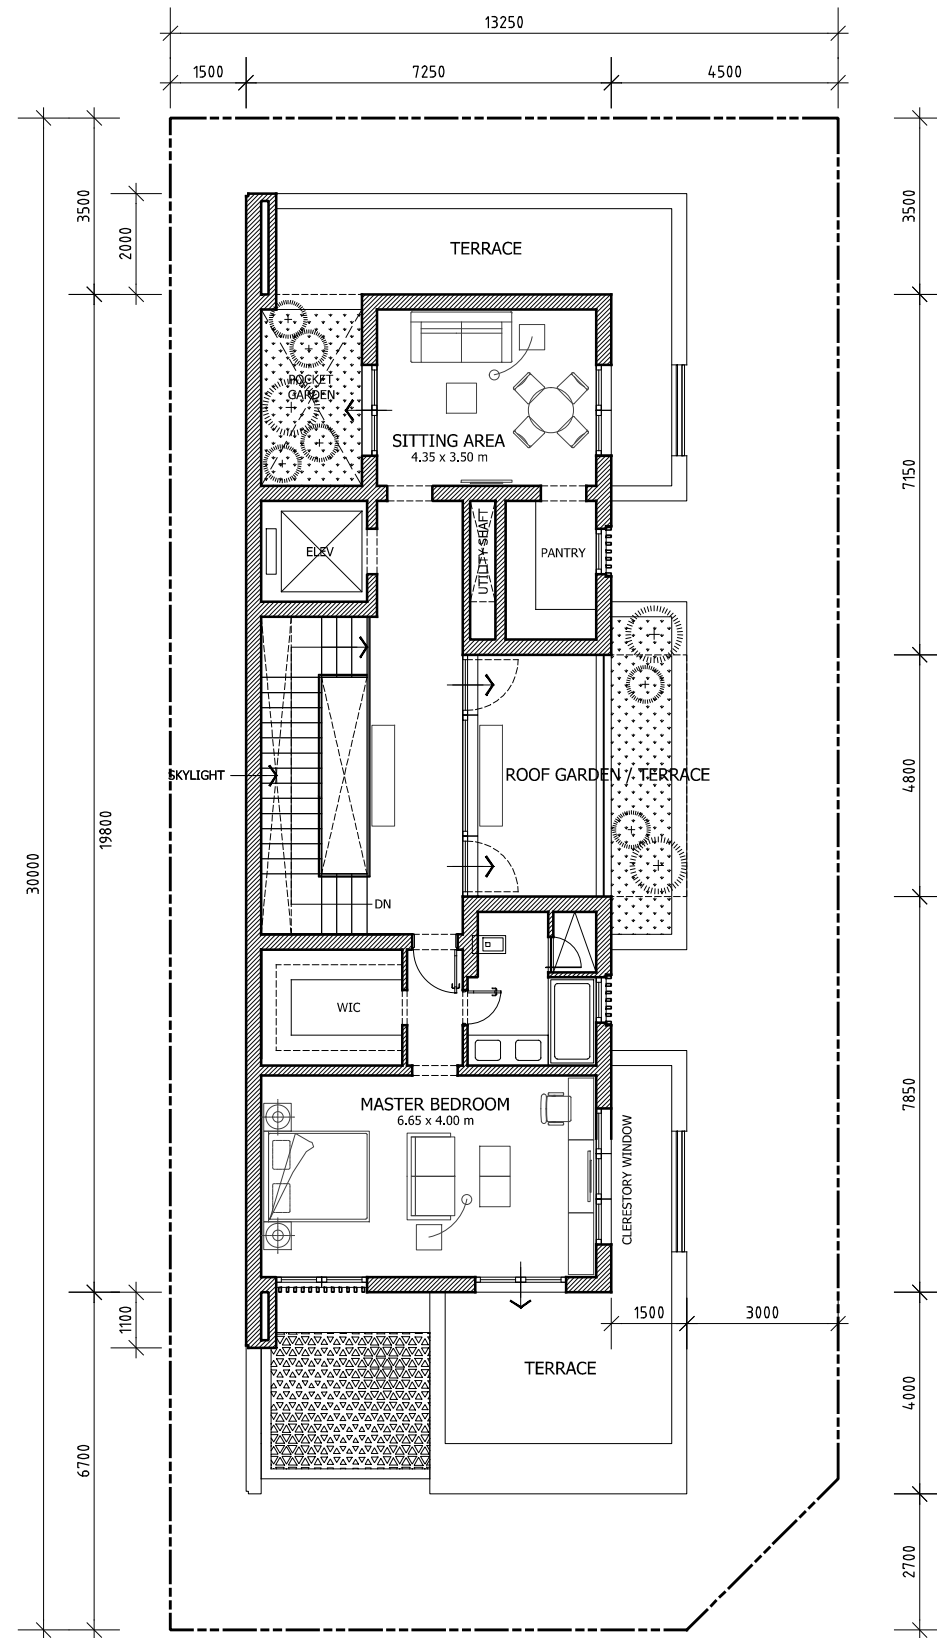 13250
1500
7250
4500
3500
2000
3500
TERRACE
POCKET
GARDEN
SITTING AREA
4.35 x 3.50 m
7150
ELEV
UTILITY SHAFT
PANTRY
SKYLIGHT
ROOF GARDEN / TERRACE
4800
19800
30000
DN
WIC
MASTER BEDROOM
6.65 x 4.00 m
CLERESTORY WINDOW
7850
1100
1500
3000
TERRACE
4000
6700
2700